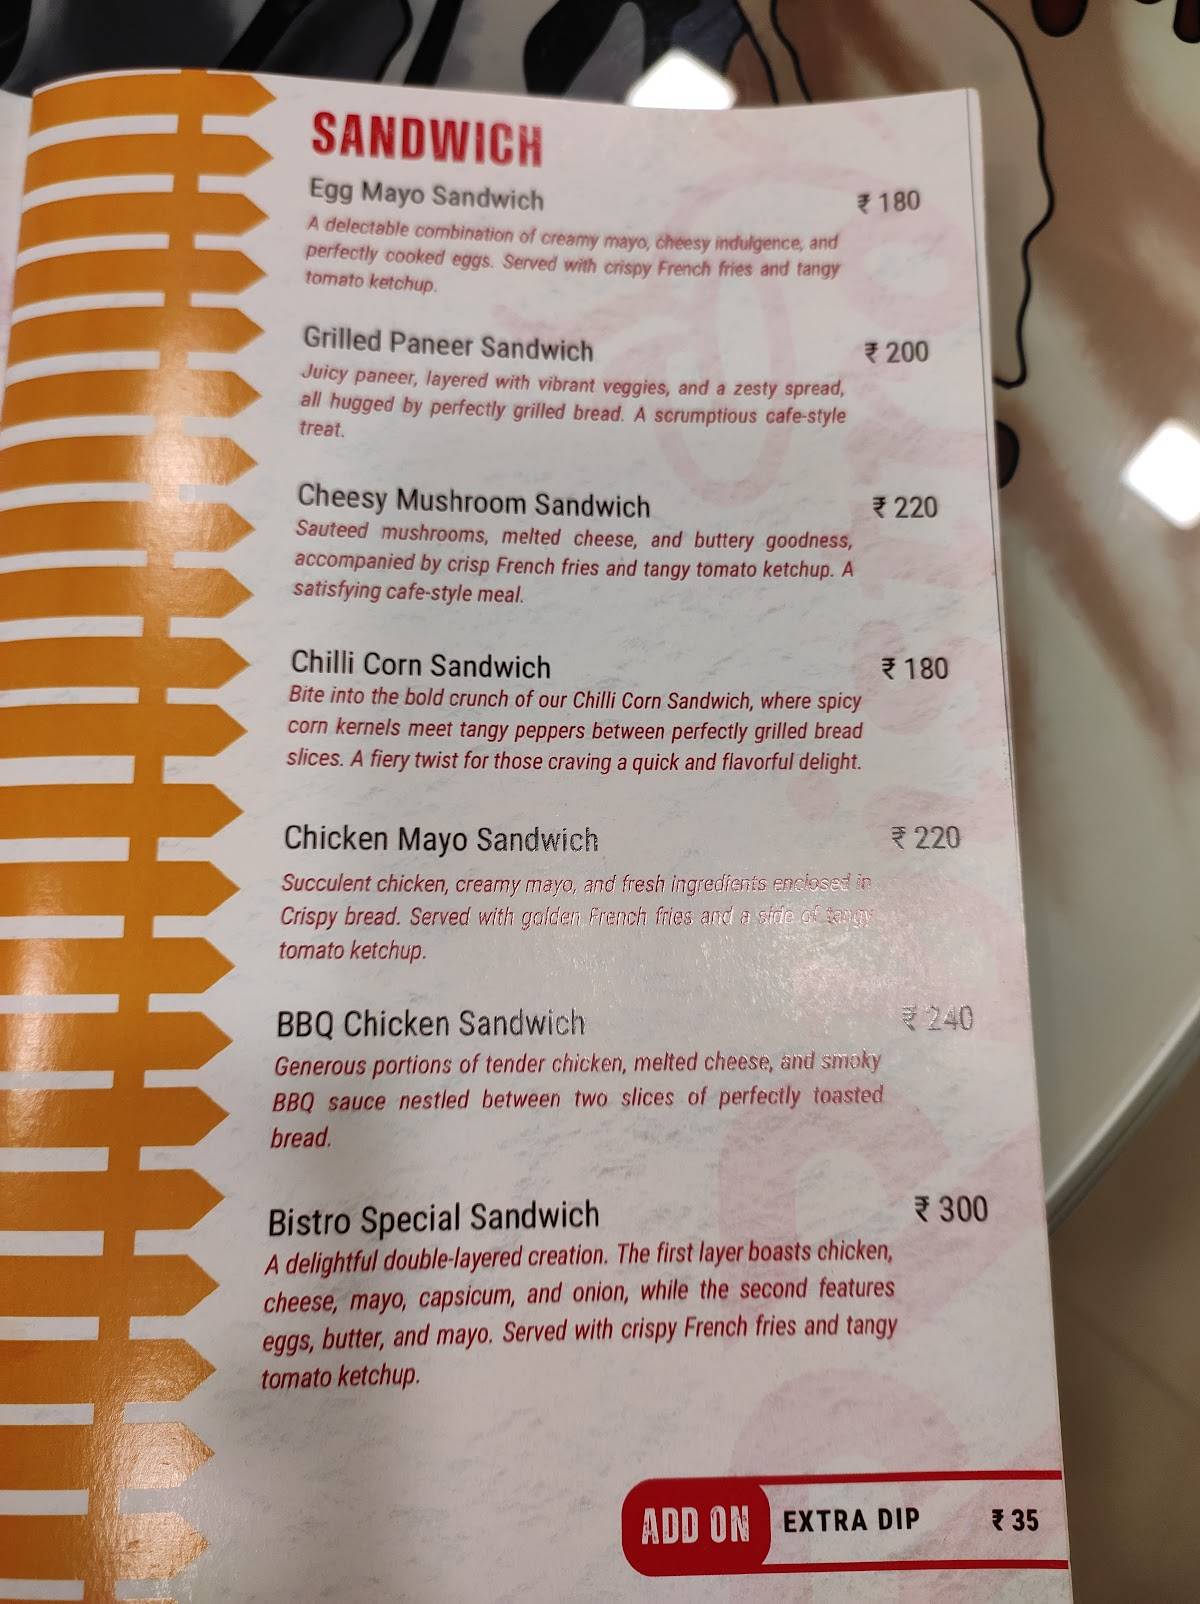 SANDWICH
Egg Mayo Sandwich ₹ 180
A delectable combination of creamy mayo, cheesy indulgence, and
perfectly cooked eggs. Served with crispy French fries and tangy
tomato ketchup.
Grilled Paneer Sandwich ₹ 200
Juicy paneer, layered with vibrant veggies, and a zesty spread,
all hugged by perfectly grilled bread. A scrumptious cafe-style
treat.
Cheesy Mushroom Sandwich ₹ 220
Sauteed mushrooms, melted cheese, and buttery goodness,
accompanied by crisp French fries and tangy tomato ketchup. A
satisfying cafe-style meal.
Chilli Corn Sandwich ₹ 180
Bite into the bold crunch of our Chilli Corn Sandwich, where spicy
corn kernels meet tangy peppers between perfectly grilled bread
slices. A fiery twist for those craving a quick and flavorful delight.
Chicken Mayo Sandwich ₹ 220
Succulent chicken, creamy mayo, and fresh ingredients enclosed in
Crispy bread. Served with golden French fries and a side of tangy
tomato ketchup.
BBQ Chicken Sandwich ₹ 240
Generous portions of tender chicken, melted cheese, and smoky
BBQ sauce nestled between two slices of perfectly toasted
bread.
Bistro Special Sandwich ₹ 300
A delightful double-layered creation. The first layer boasts chicken,
cheese, mayo, capsicum, and onion, while the second features
eggs, butter, and mayo. Served with crispy French fries and tangy
tomato ketchup.
ADD ON EXTRA DIP ₹ 35